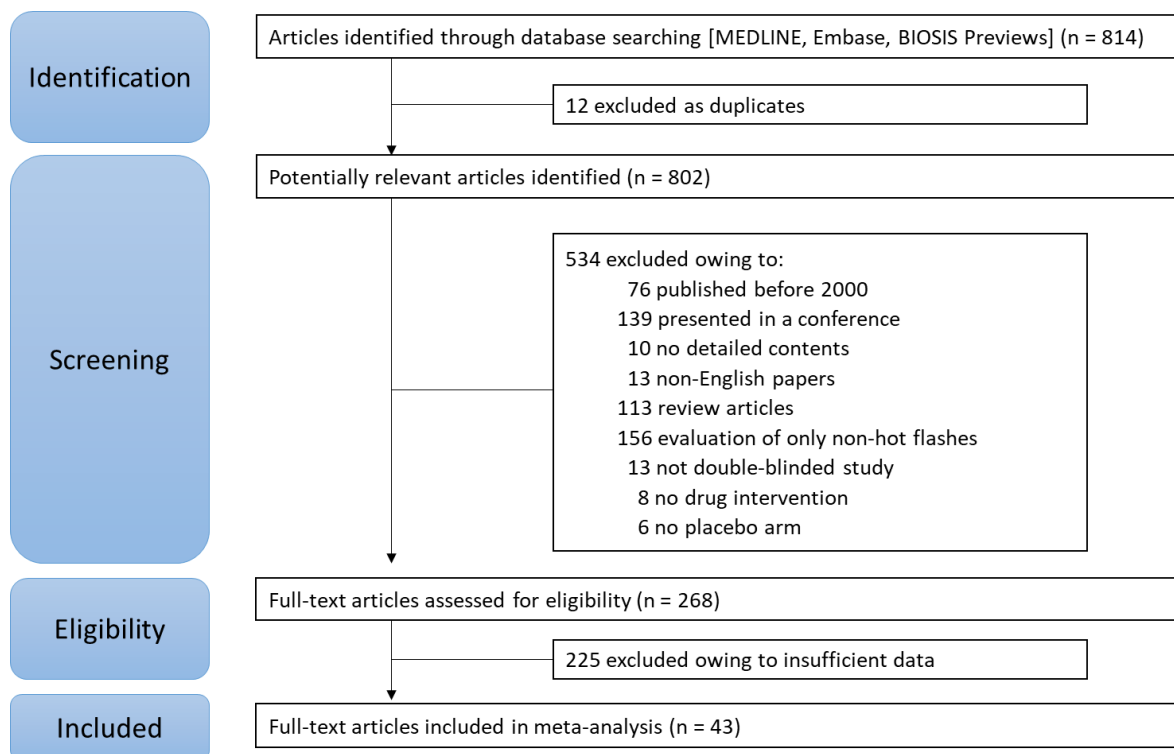 Identification
Articles identified through database searching [MEDLINE, Embase, BIOSIS Previews] (n = 814)
12 excluded as duplicates
Screening
Potentially relevant articles identified (n = 802)
534 excluded owing to:
76 published before 2000
139 presented in a conference
10 no detailed contents
13 non-English papers
113 review articles
156 evaluation of only non-hot flashes
13 not double-blinded study
8 no drug intervention
6 no placebo arm
Eligibility
Full-text articles assessed for eligibility (n = 268)
225 excluded owing to insufficient data
Included
Full-text articles included in meta-analysis (n = 43)